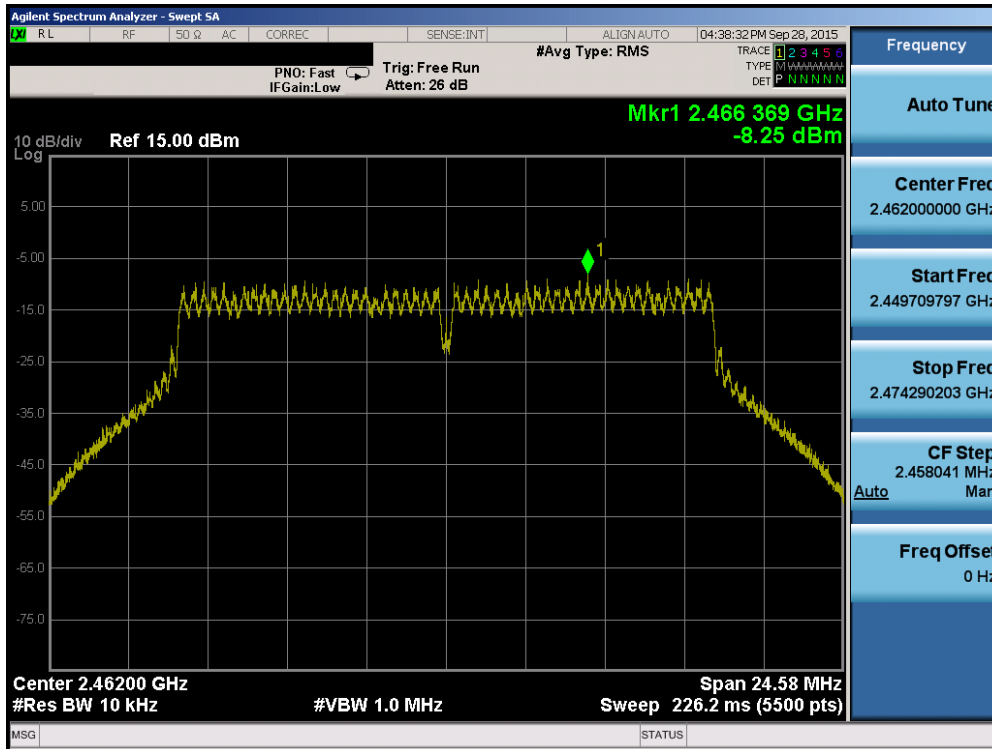 Agilent Spectrum Analyzer - Swept SA
LXI RL RF 50 Ω AC CORREC SENSE:INT ALIGN AUTO 04:38:32 PM Sep 28, 2015
#Avg Type: RMS TRACE 1 2 3 4 5 6
PNO: Fast Trig: Free Run TYPE M
IFGain:Low Atten: 26 dB DET P N N N N N
Mkr1 2.466 369 GHz
-8.25 dBm
10 dB/div Ref 15.00 dBm
Log
5.00
1
-5.00
-15.0
-25.0
-35.0
-45.0
-55.0
-65.0
-75.0
Center 2.46200 GHz Span 24.58 MHz
#Res BW 10 kHz #VBW 1.0 MHz Sweep 226.2 ms (5500 pts)
MSG STATUS
Frequency
Auto Tune
Center Freq
2.462000000 GHz
Start Freq
2.449709797 GHz
Stop Freq
2.474290203 GHz
CF Step
2.458041 MHz
Auto Man
Freq Offset
0 Hz